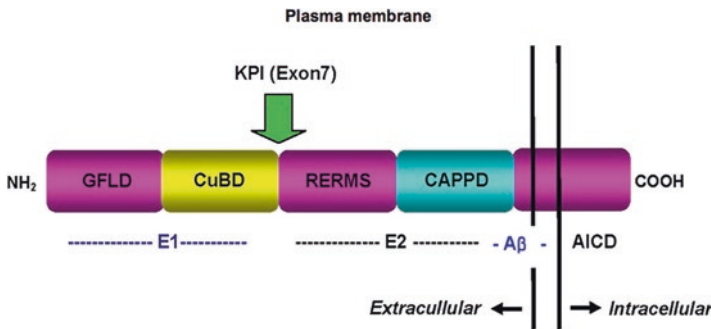 Plasma membrane
KPI (Exon7)
NH2 GFLD CuBD RERMS CAPPD COOH
------------- E1----------- --------------- E2 ------------- - Aβ - AICD
Extracullular Intracellular